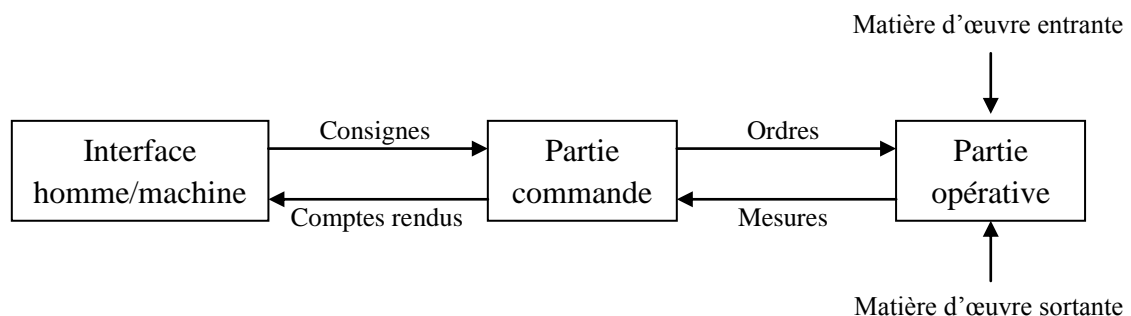 Matière d’œuvre entrante
Interface
homme/machine
Consignes
Comptes rendus
Partie
commande
Ordres
Mesures
Partie
opérative
Matière d’œuvre sortante